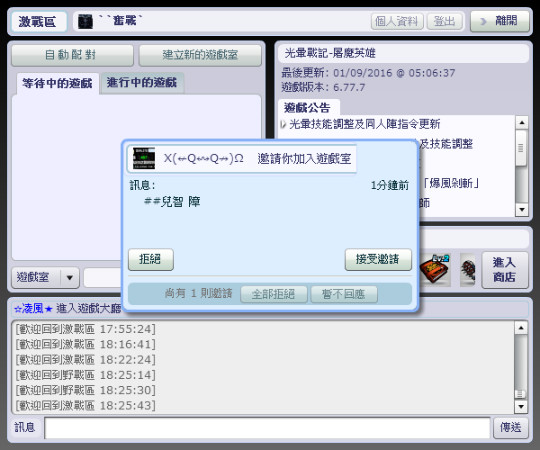 激戰區
``奮戰`
個人資料
登出
離開
自動配對
建立新的遊戲室
等待中的遊戲
進行中的遊戲
光暈戰記-屠魔英雄
最後更新: 01/09/2016 @ 05:06:37
遊戲版本: 6.77.7
遊戲公告
光暈技能調整及同人陣指令更新
及技能調整
師
X(↫Q↭Q↬)Ω 邀請你加入遊戲室
訊息:
1分鐘前
##兒智 障
拒絕
接受邀請
尚有 1 則邀請
全部拒絕
暫不回應
遊戲室
進入
商店
☆凌風★ 進入遊戲大廳
[歡迎回到激戰區 17:55:24]
[歡迎回到激戰區 18:16:41]
[歡迎回到激戰區 18:22:24]
[歡迎回到野戰區 18:25:14]
[歡迎回到野戰區 18:25:30]
[歡迎回到激戰區 18:25:43]
訊息
傳送